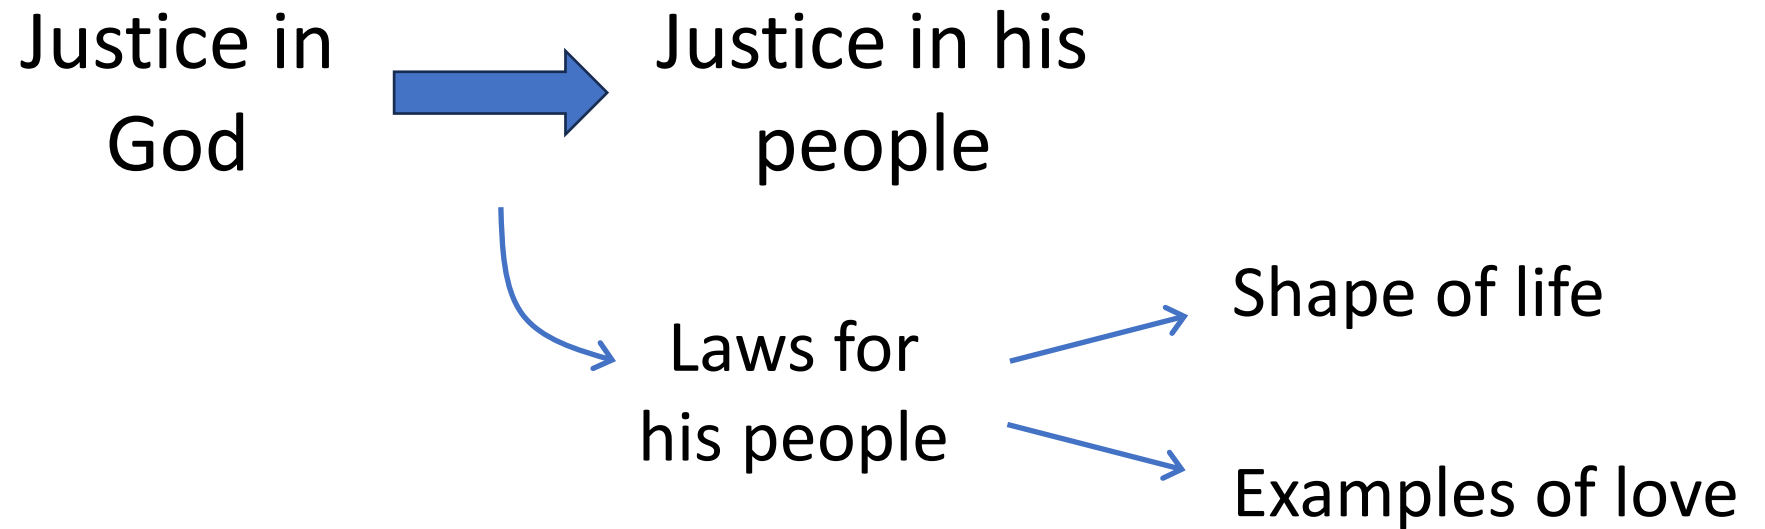 Justice in
God
Justice in his
people
Laws for
his people
Shape of life
Examples of love